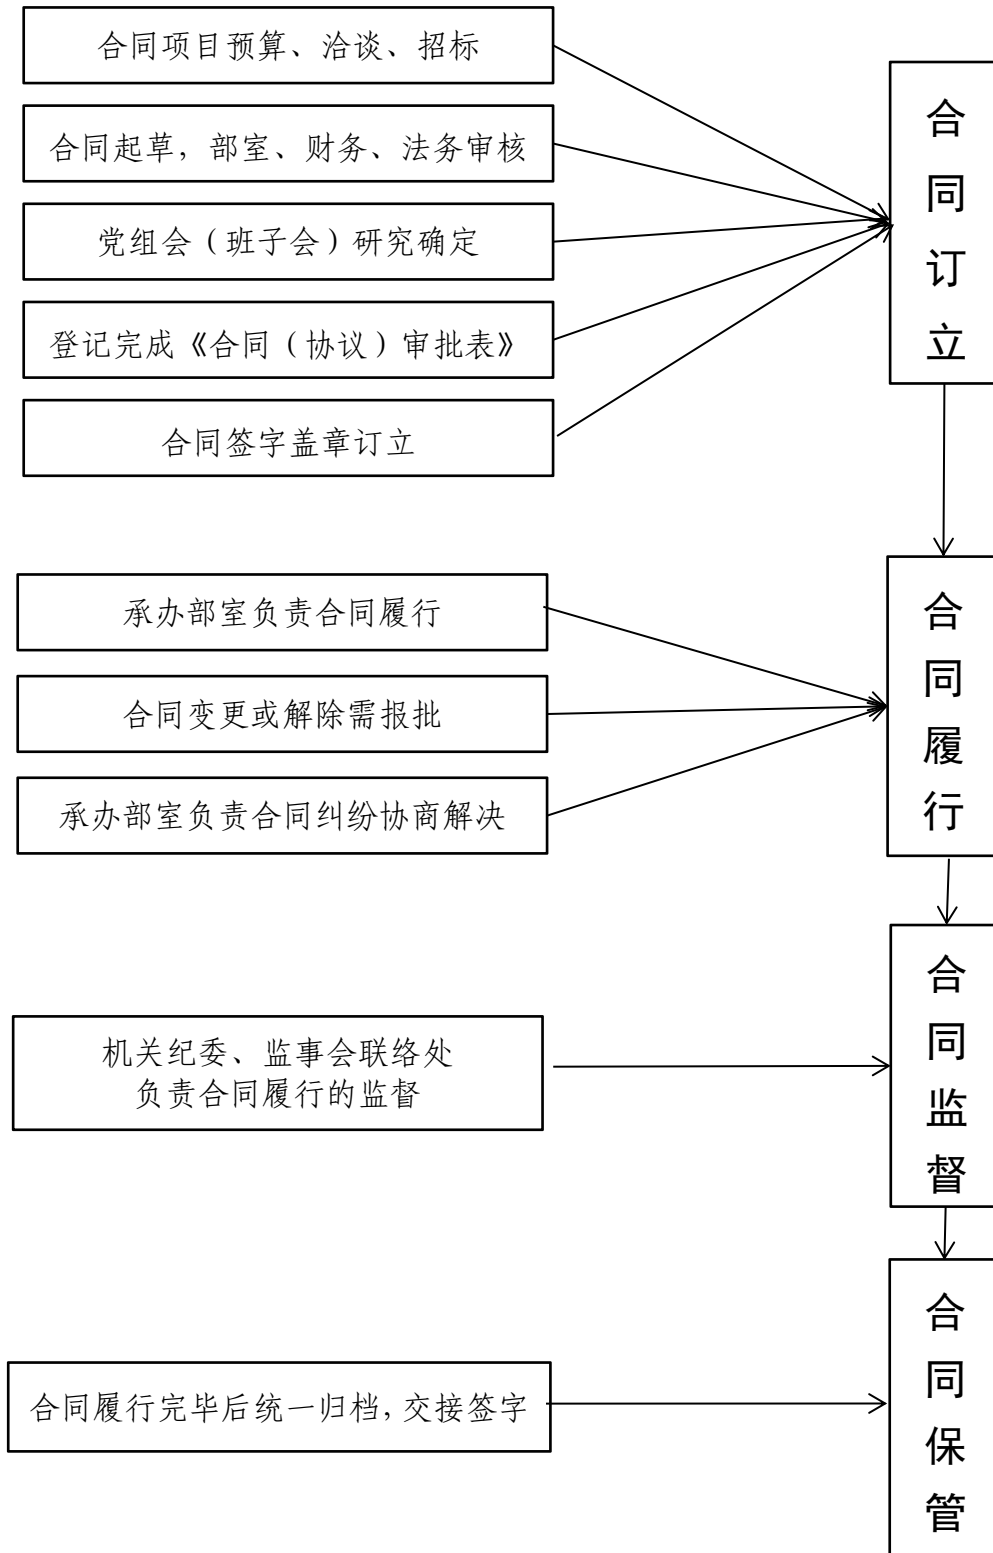 合同项目预算、洽谈、招标
合同起草，部室、财务、法务审核
党组会（班子会）研究确定
登记完成《合同（协议）审批表》
合同签字盖章订立
合同订立
承办部室负责合同履行
合同变更或解除需报批
承办部室负责合同纠纷协商解决
合同履行
机关纪委、监事会联络处
负责合同履行的监督
合同监督
合同履行完毕后统一归档，交接签字
合同保管